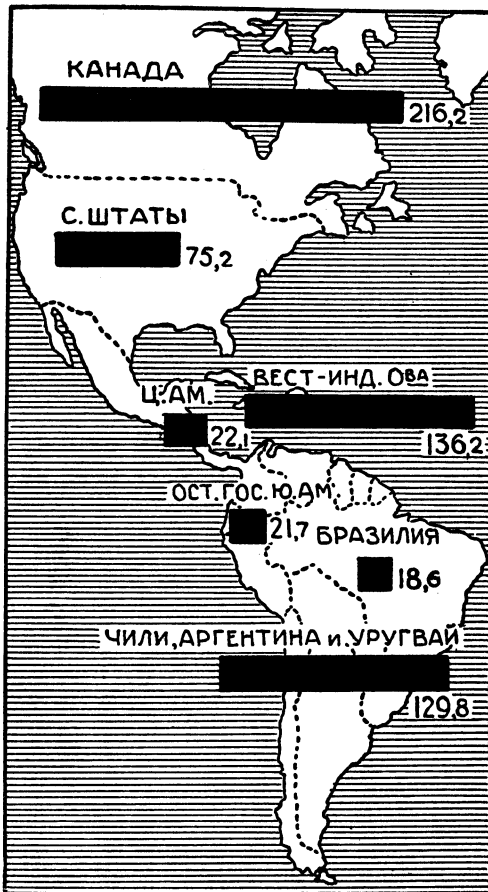 КАНАДА
216,2
С. ШТАТЫ
75,2
ВЕСТ-ИНД. ОВА
Ц. АМ.
22,1
136,2
ОСТ. ГОС. Ю. АМ.
21,7
БРАЗИЛИЯ
18,6
ЧИЛИ, АРГЕНТИНА и УРУГВАЙ
129,8